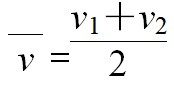 v̅ = (v₁ + v₂) / 2